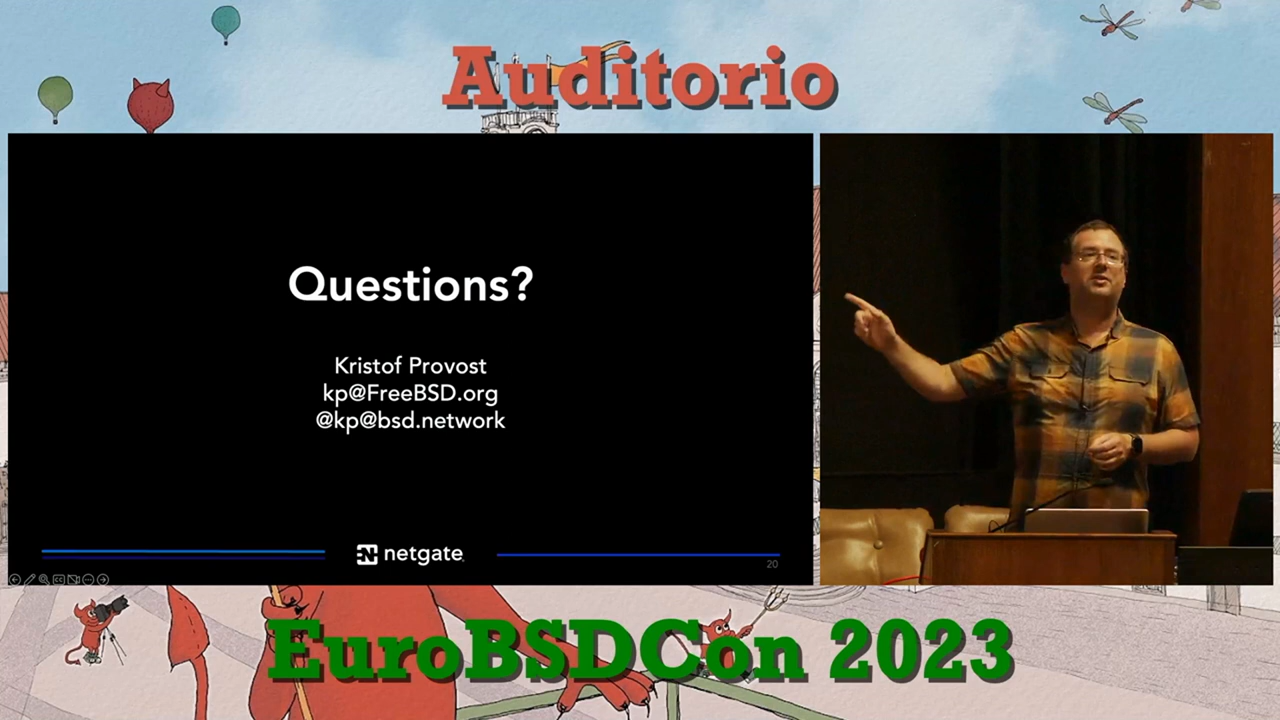 Auditorio
Questions?
Kristof Provost
kp@FreeBSD.org
@kp@bsd.network
netgate
20
EuroBSDCon 2023